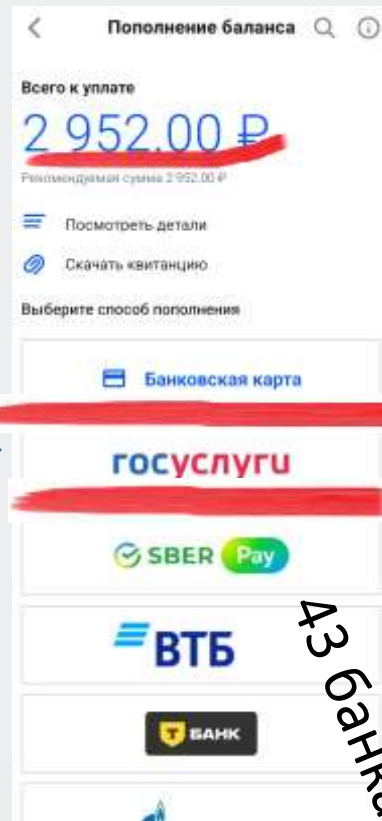 Пополнение баланса
Всего к уплате
2 952.00 ₽
Рекомендуемая сумма 2 952.00 ₽
Посмотреть детали
Скачать квитанцию
Выберите способ пополнения
Банковская карта
госуслуги
SBER Pay
ВТБ
Т БАНК
43 банка